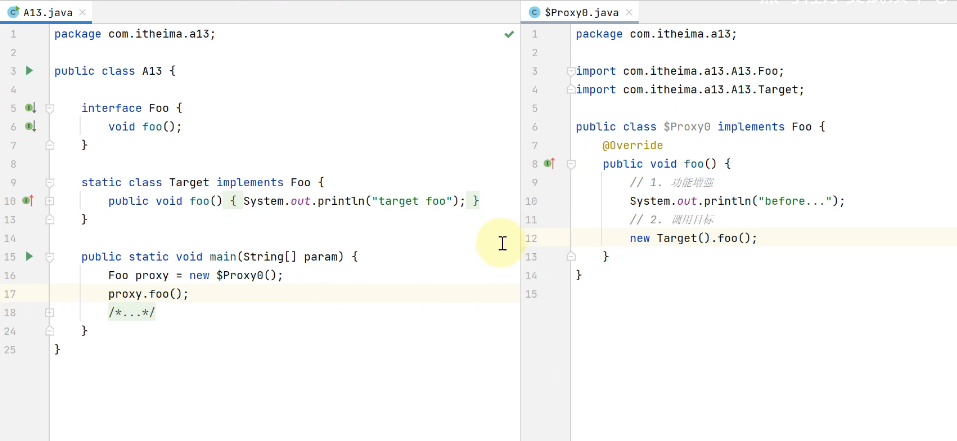 A13.java
$Proxy0.java
1 package com.itheima.a13;
2
3 public class A13 {
4
5 interface Foo {
6 void foo();
7 }
8
9 static class Target implements Foo {
10 public void foo() { System.out.println("target foo"); }
13 }
14
15 public static void main(String[] param) {
16 Foo proxy = new $Proxy0();
17 proxy.foo();
18 /*...*/
24 }
25 }
1 package com.itheima.a13;
2
3 import com.itheima.a13.A13.Foo;
4 import com.itheima.a13.A13.Target;
5
6 public class $Proxy0 implements Foo {
7 @Override
8 public void foo() {
9 // 1. 功能增强
10 System.out.println("before...");
11 // 2. 调用目标
12 new Target().foo();
13 }
14 }
15